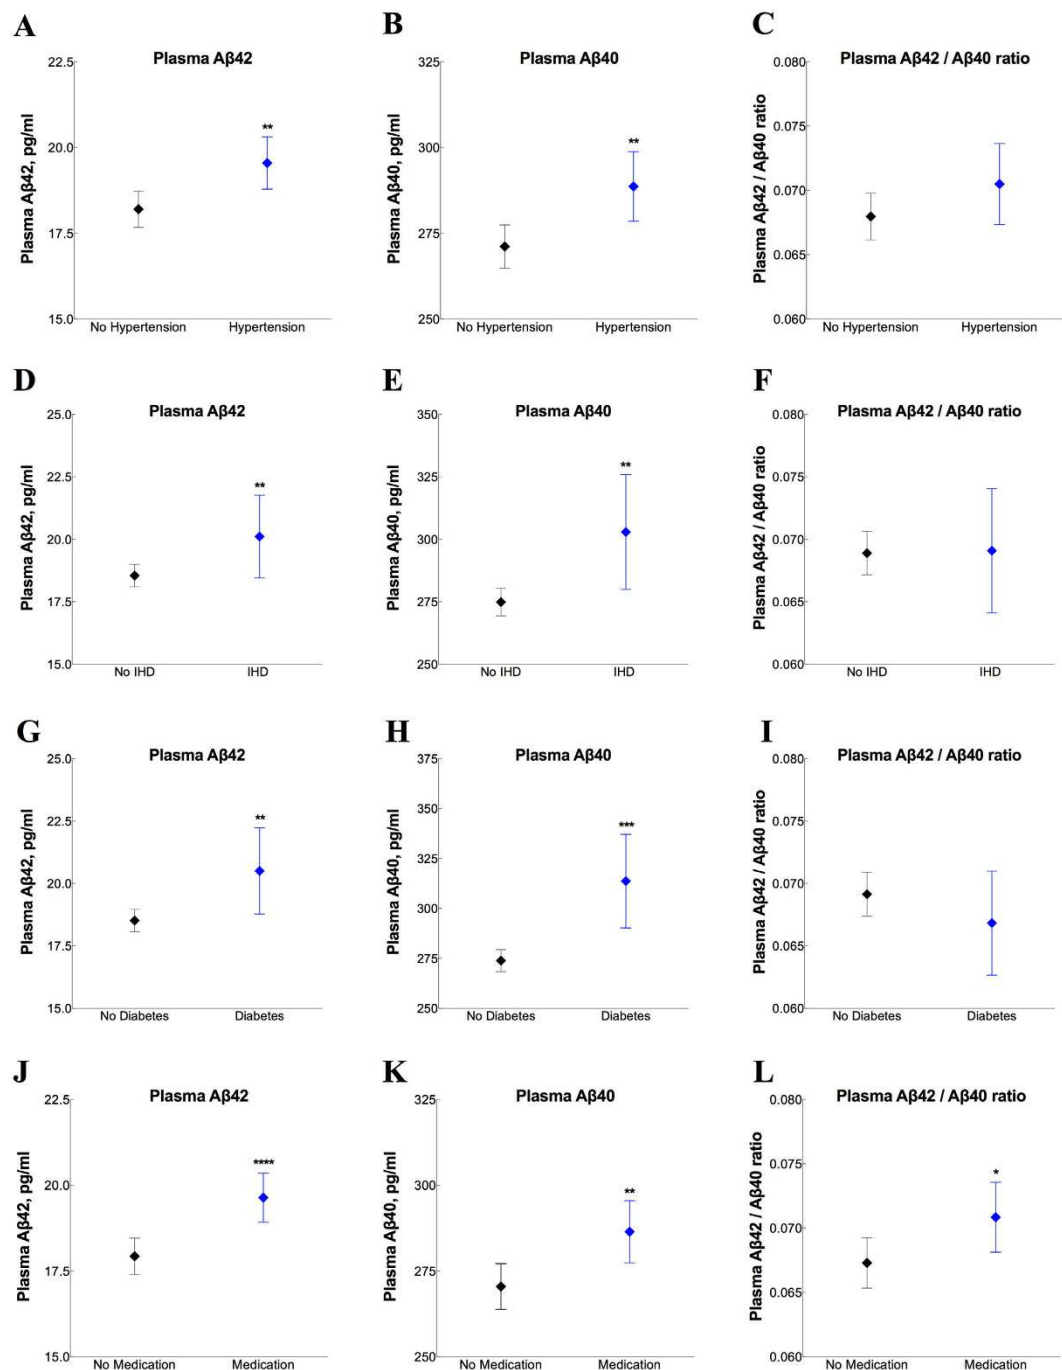 A
Plasma Aβ42
Plasma Aβ42, pg/ml
22.5
20.0
**
17.5
15.0
No Hypertension Hypertension
B
Plasma Aβ40
Plasma Aβ40, pg/ml
325
300
**
275
250
No Hypertension Hypertension
C
Plasma Aβ42 / Aβ40 ratio
Plasma Aβ42 / Aβ40 ratio
0.080
0.075
0.070
0.065
0.060
No Hypertension Hypertension
D
Plasma Aβ42
Plasma Aβ42, pg/ml
25.0
22.5
**
20.0
17.5
15.0
No IHD IHD
E
Plasma Aβ40
Plasma Aβ40, pg/ml
350
325
**
300
275
250
No IHD IHD
F
Plasma Aβ42 / Aβ40 ratio
Plasma Aβ42 / Aβ40 ratio
0.080
0.075
0.070
0.065
0.060
No IHD IHD
G
Plasma Aβ42
Plasma Aβ42, pg/ml
25.0
22.5
**
20.0
17.5
15.0
No Diabetes Diabetes
H
Plasma Aβ40
Plasma Aβ40, pg/ml
375
350
***
325
300
275
250
No Diabetes Diabetes
I
Plasma Aβ42 / Aβ40 ratio
Plasma Aβ42 / Aβ40 ratio
0.080
0.075
0.070
0.065
0.060
No Diabetes Diabetes
J
Plasma Aβ42
Plasma Aβ42, pg/ml
22.5
****
20.0
17.5
15.0
No Medication Medication
K
Plasma Aβ40
Plasma Aβ40, pg/ml
325
300
**
275
250
No Medication Medication
L
Plasma Aβ42 / Aβ40 ratio
Plasma Aβ42 / Aβ40 ratio
0.080
0.075
*
0.070
0.065
0.060
No Medication Medication